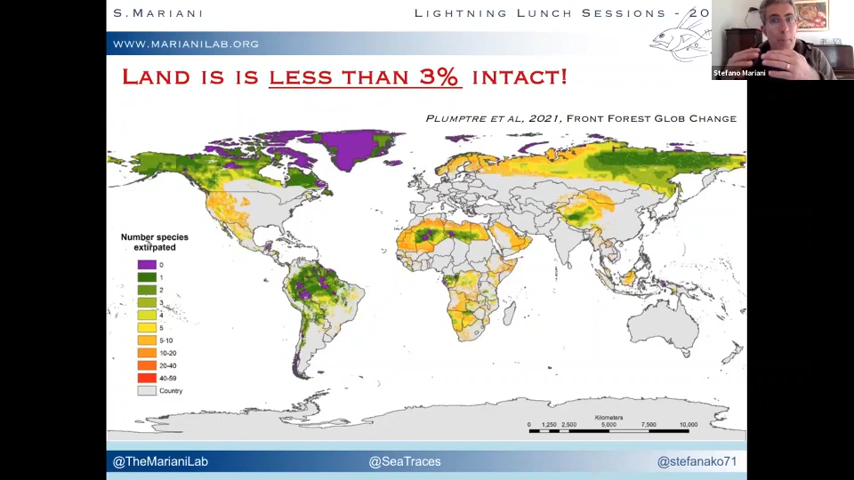 S.MARIANI
LIGHTNING LUNCH SESSIONS - 20
WWW.MARIANILAB.ORG
Stefano Mariani
LAND IS IS LESS THAN 3% INTACT!
PLUMPTRE ET AL, 2021, FRONT FOREST GLOB CHANGE
Number species
extirpated
0
1
2
3
4
5
5-10
10-20
20-40
40-59
Country
Kilometers
0 1,250 2,500 5,000 7,500 10,000
@TheMarianiLab
@SeaTraces
@stefanako71